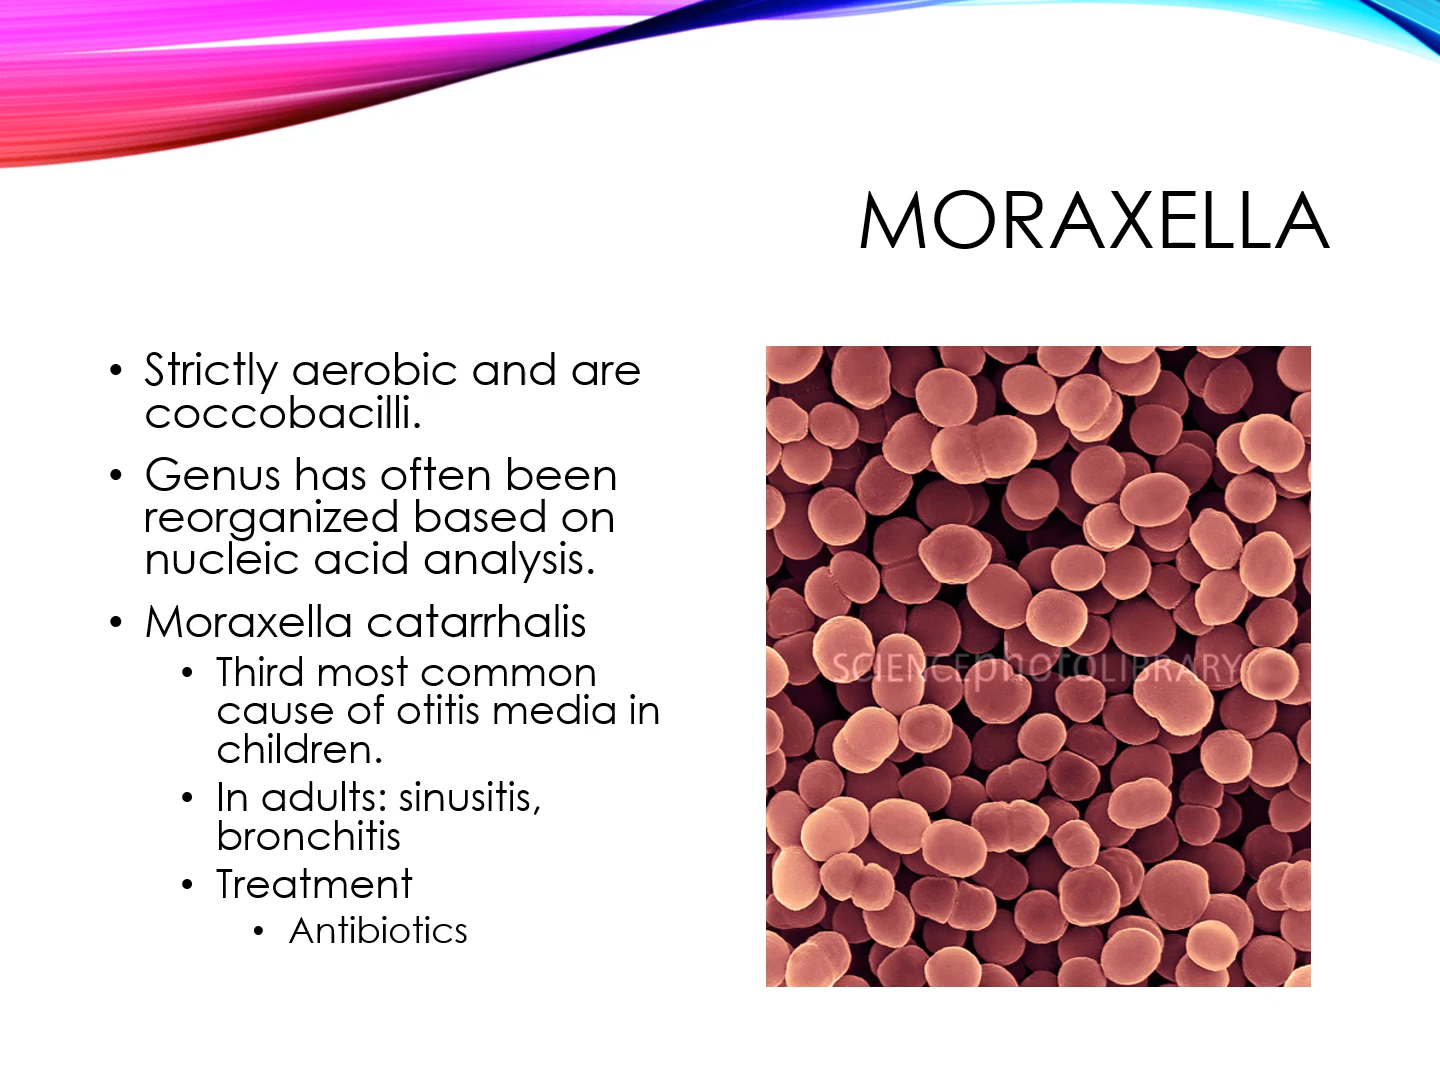 MORAXELLA
• Strictly aerobic and are
coccobacilli.
• Genus has often been
reorganized based on
nucleic acid analysis.
• Moraxella catarrhalis
• Third most common
cause of otitis media in
children.
• In adults: sinusitis,
bronchitis
• Treatment
• Antibiotics
SCIENCEphotoLIBRARY